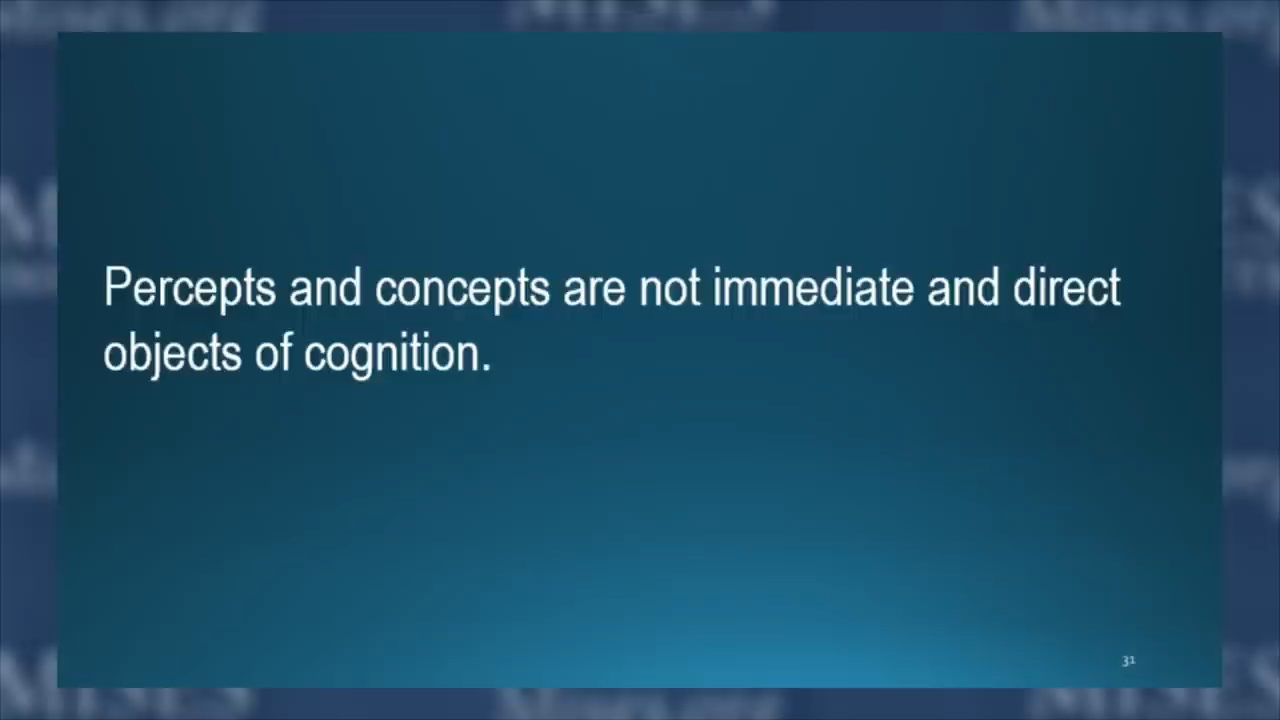 Percepts and concepts are not immediate and direct
objects of cognition.
31